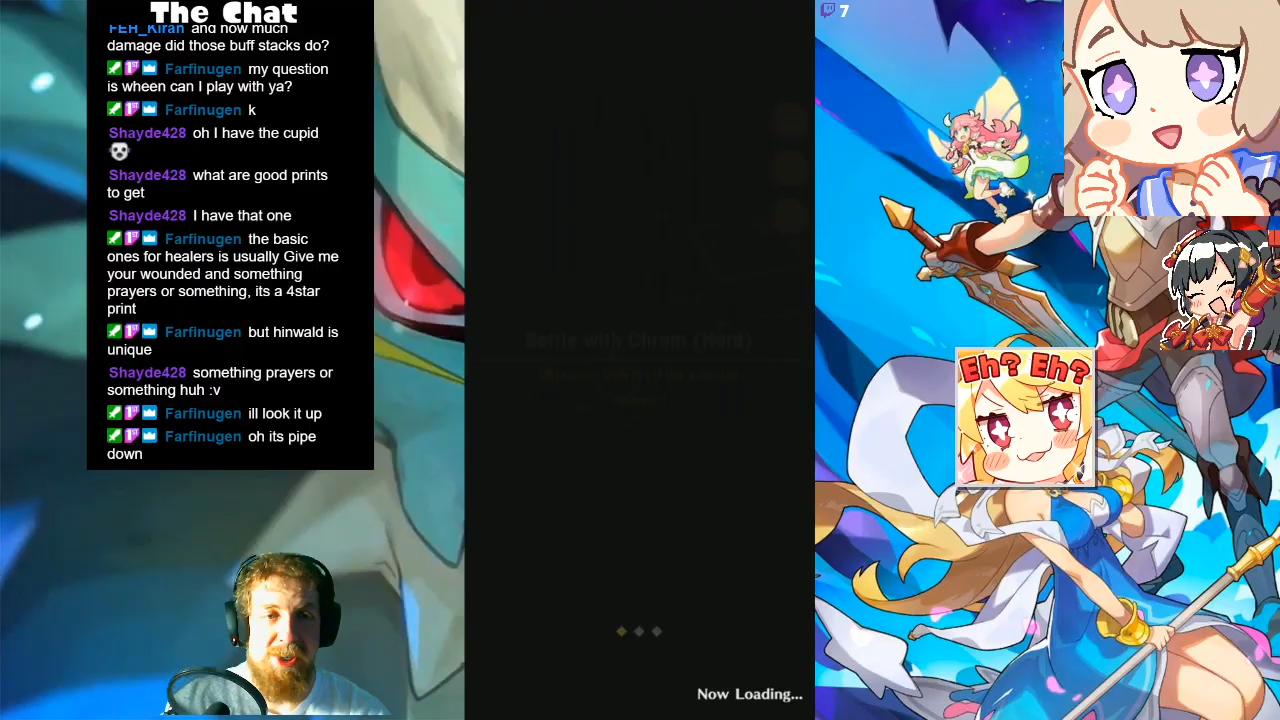 The Chat
FEH_Kiran and how much
damage did those buff stacks do?
Farfinugen my question
is wheen can I play with ya?
Farfinugen k
Shayde428 oh I have the cupid
Shayde428 what are good prints
to get
Shayde428 I have that one
Farfinugen the basic
ones for healers is usually Give me
your wounded and something
prayers or something, its a 4star
print
Farfinugen but hinwald is
unique
Shayde428 something prayers or
something huh :v
Farfinugen ill look it up
Farfinugen oh its pipe
down
Battle with Chrom (Hard)
Now Loading...
7
Eh? Eh?